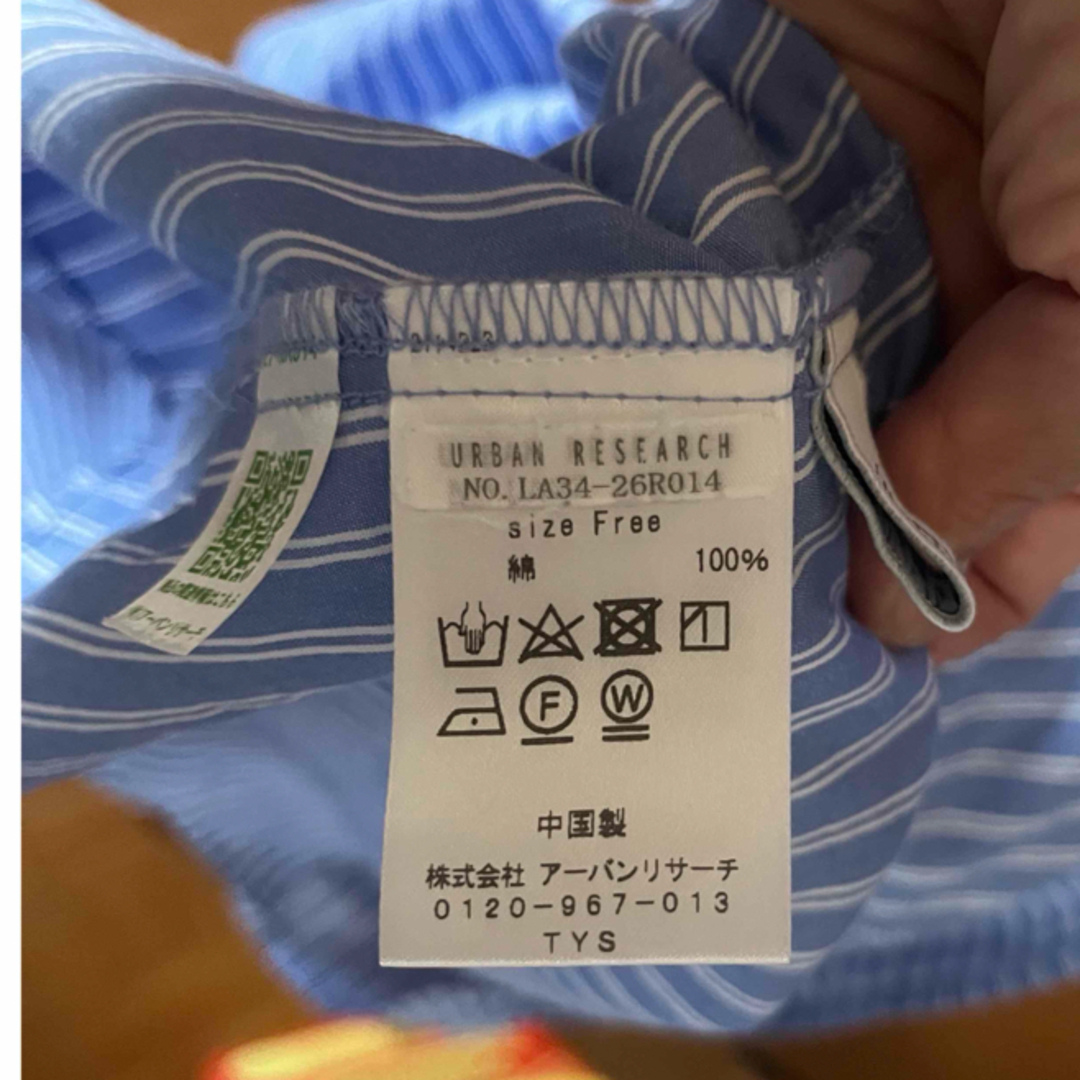 URBAN RESEARCH
NO. LA34-26R014
size Free
綿 100%
F W
中国製
株式会社 アーバンリサーチ
0120-967-013
TYS